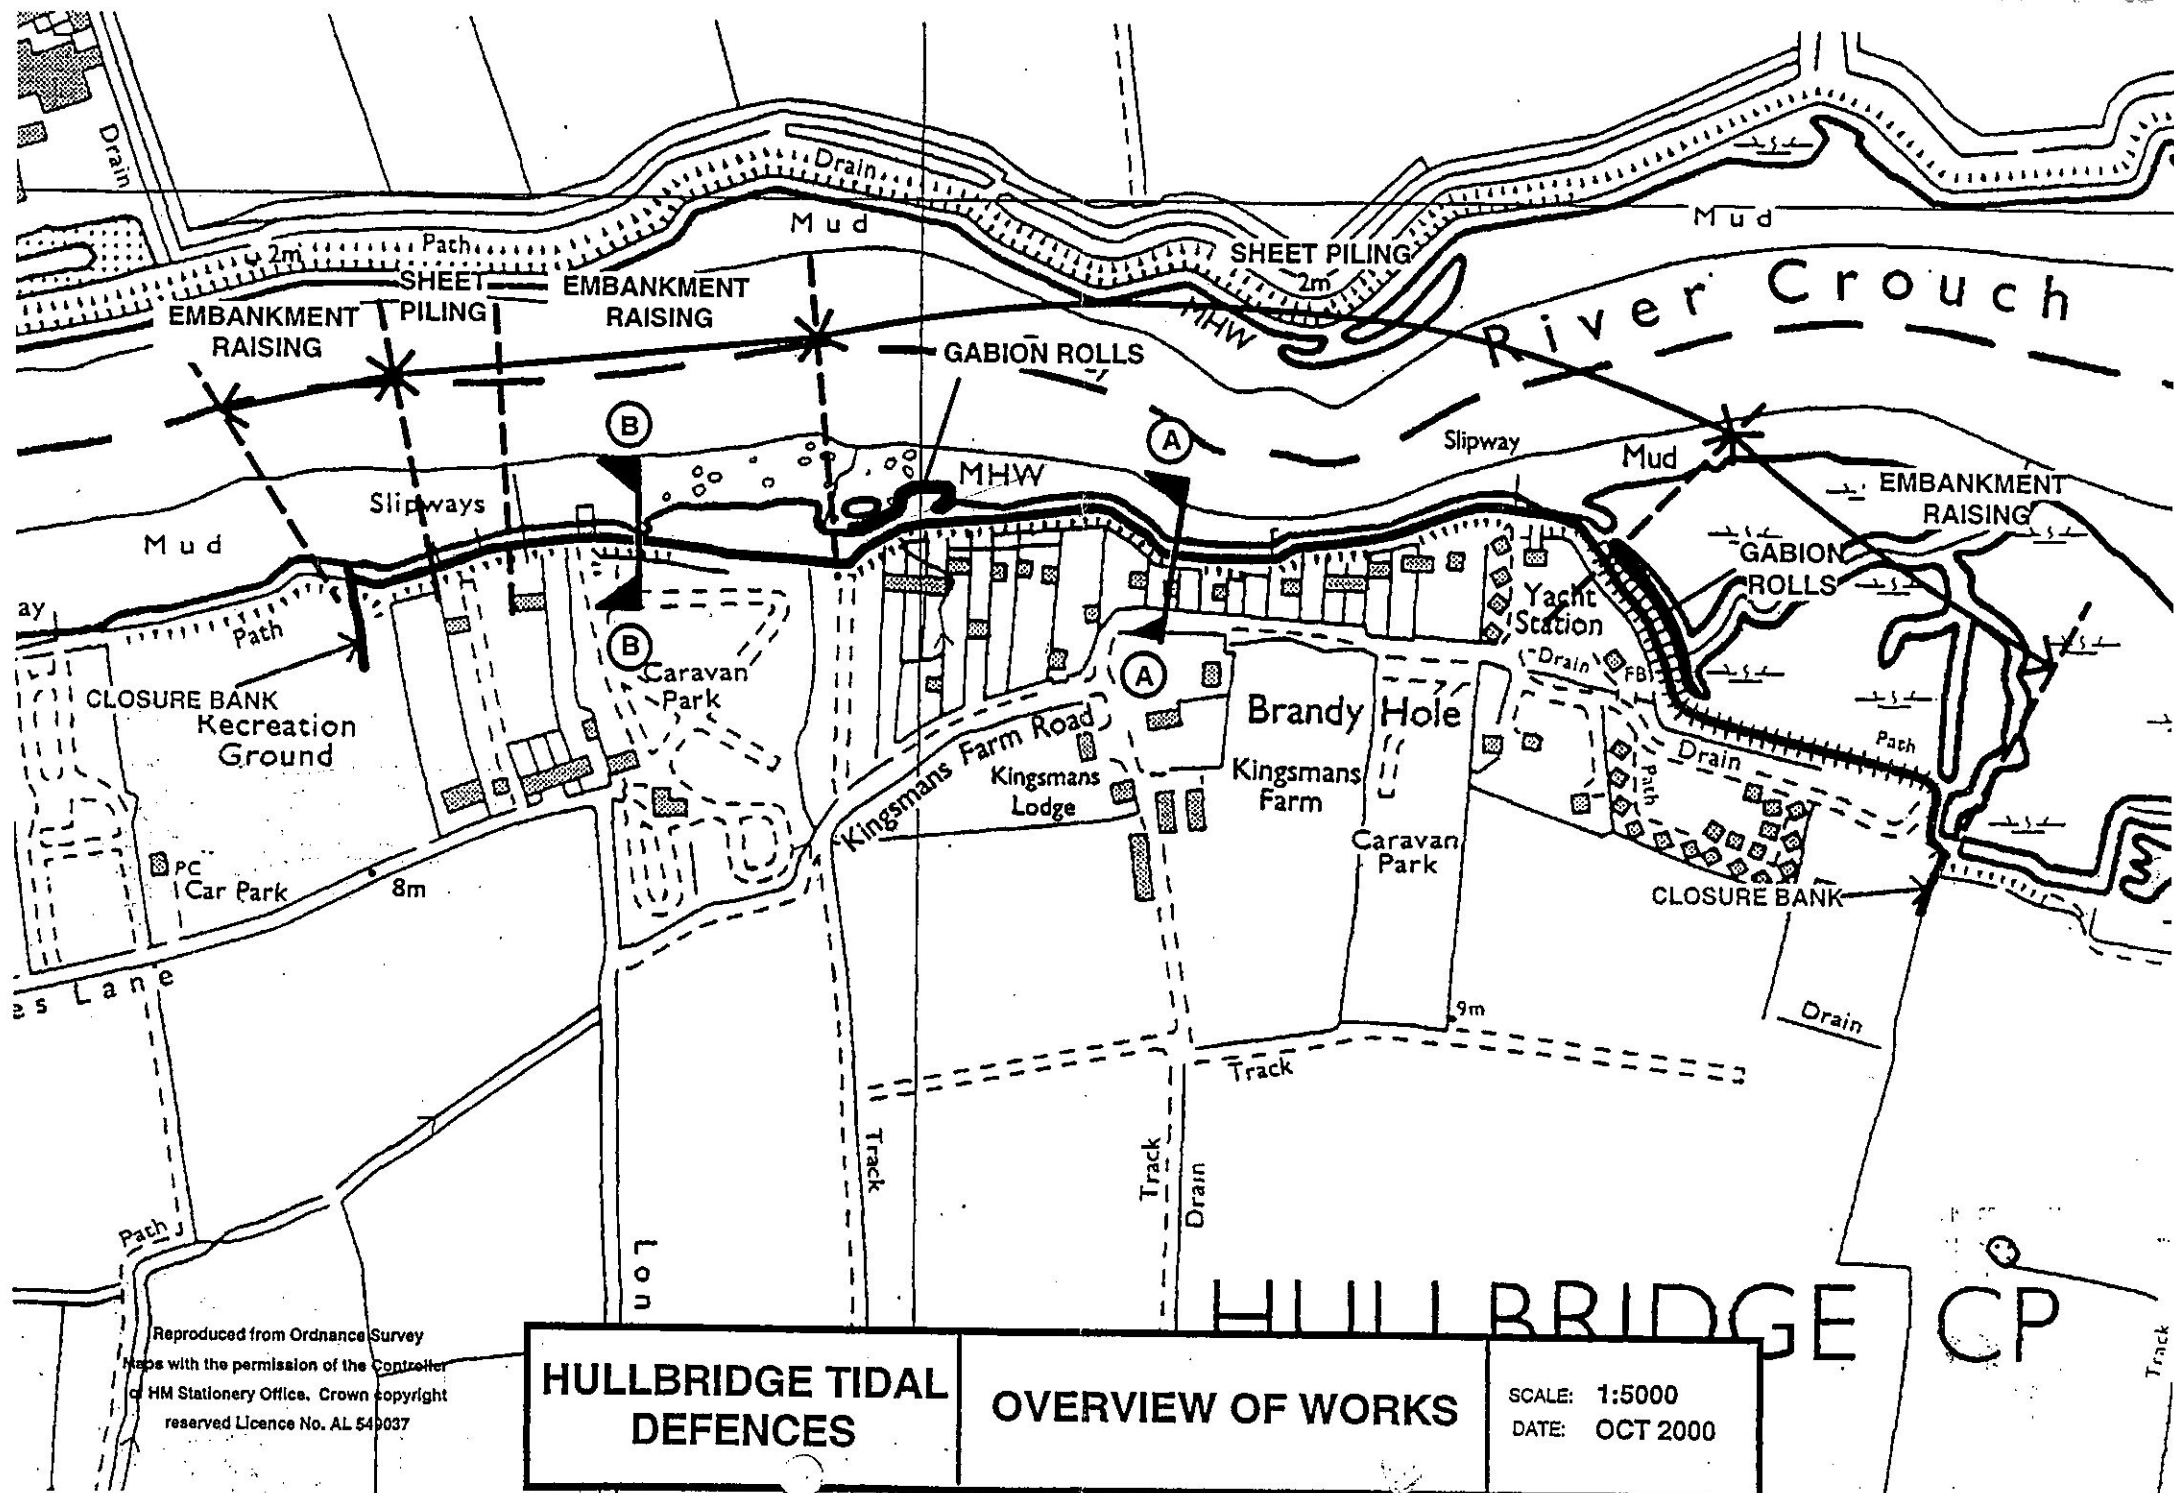 Drain
Drain
Mud
Mud
Path
2m
SHEET PILING
2m
SHEET
PILING
EMBANKMENT
RAISING
EMBANKMENT
RAISING
MHW
River Crouch
GABION ROLLS
B
A
Slipway
Mud
MHW
EMBANKMENT
RAISING
Slipways
Mud
GABION
ROLLS
ay
Path
Yacht
Station
Drain
FB
B
A
Caravan
Park
CLOSURE BANK
Recreation
Ground
Brandy Hole
Kingsmans Farm Road
Kingsmans
Lodge
Kingsmans
Farm
Path
Drain
Path
Caravan
Park
PC
Car Park
8m
CLOSURE BANK
es Lane
9m
Drain
Track
Track
Track
Drain
Path
Lon
HULLBRIDGE CP
Track
Reproduced from Ordnance Survey
Maps with the permission of the Controller
of HM Stationery Office. Crown copyright
reserved Licence No. AL 549037
HULLBRIDGE TIDAL
DEFENCES
OVERVIEW OF WORKS
SCALE: 1:5000
DATE: OCT 2000